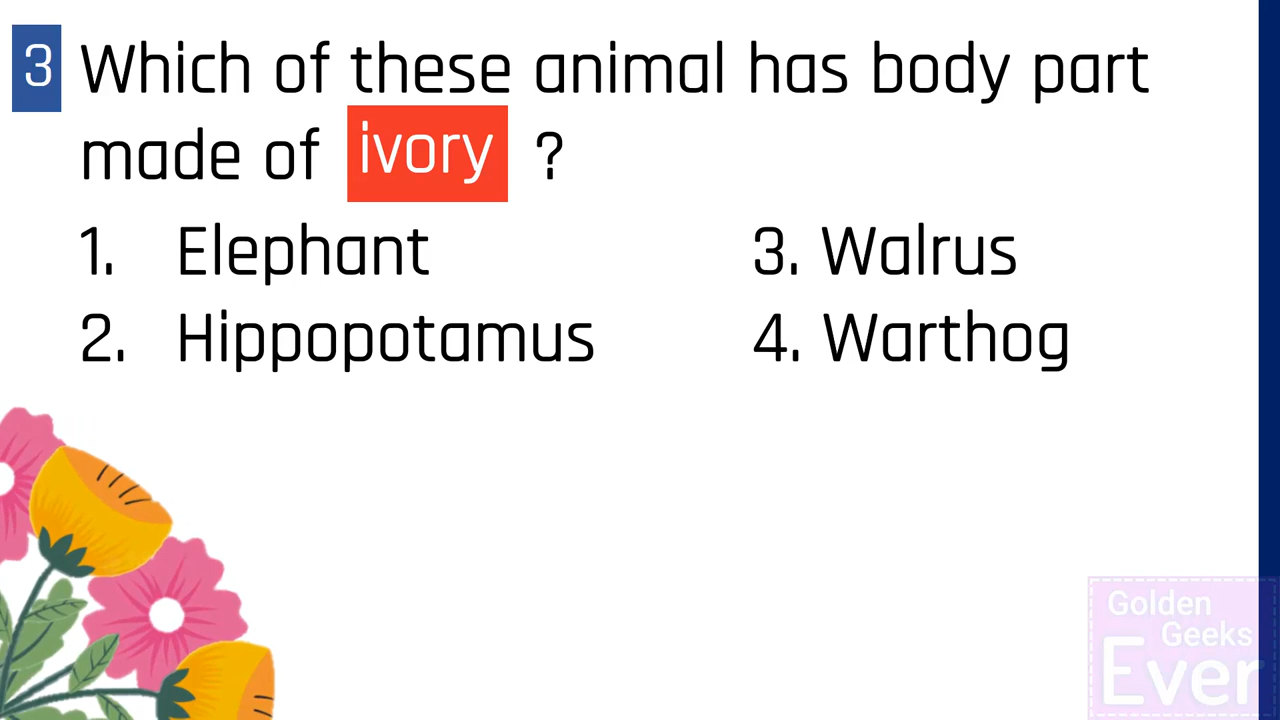 3 Which of these animal has body part
made of ivory ?
1. Elephant 3. Walrus
2. Hippopotamus 4. Warthog
Golden
Geeks
Ever